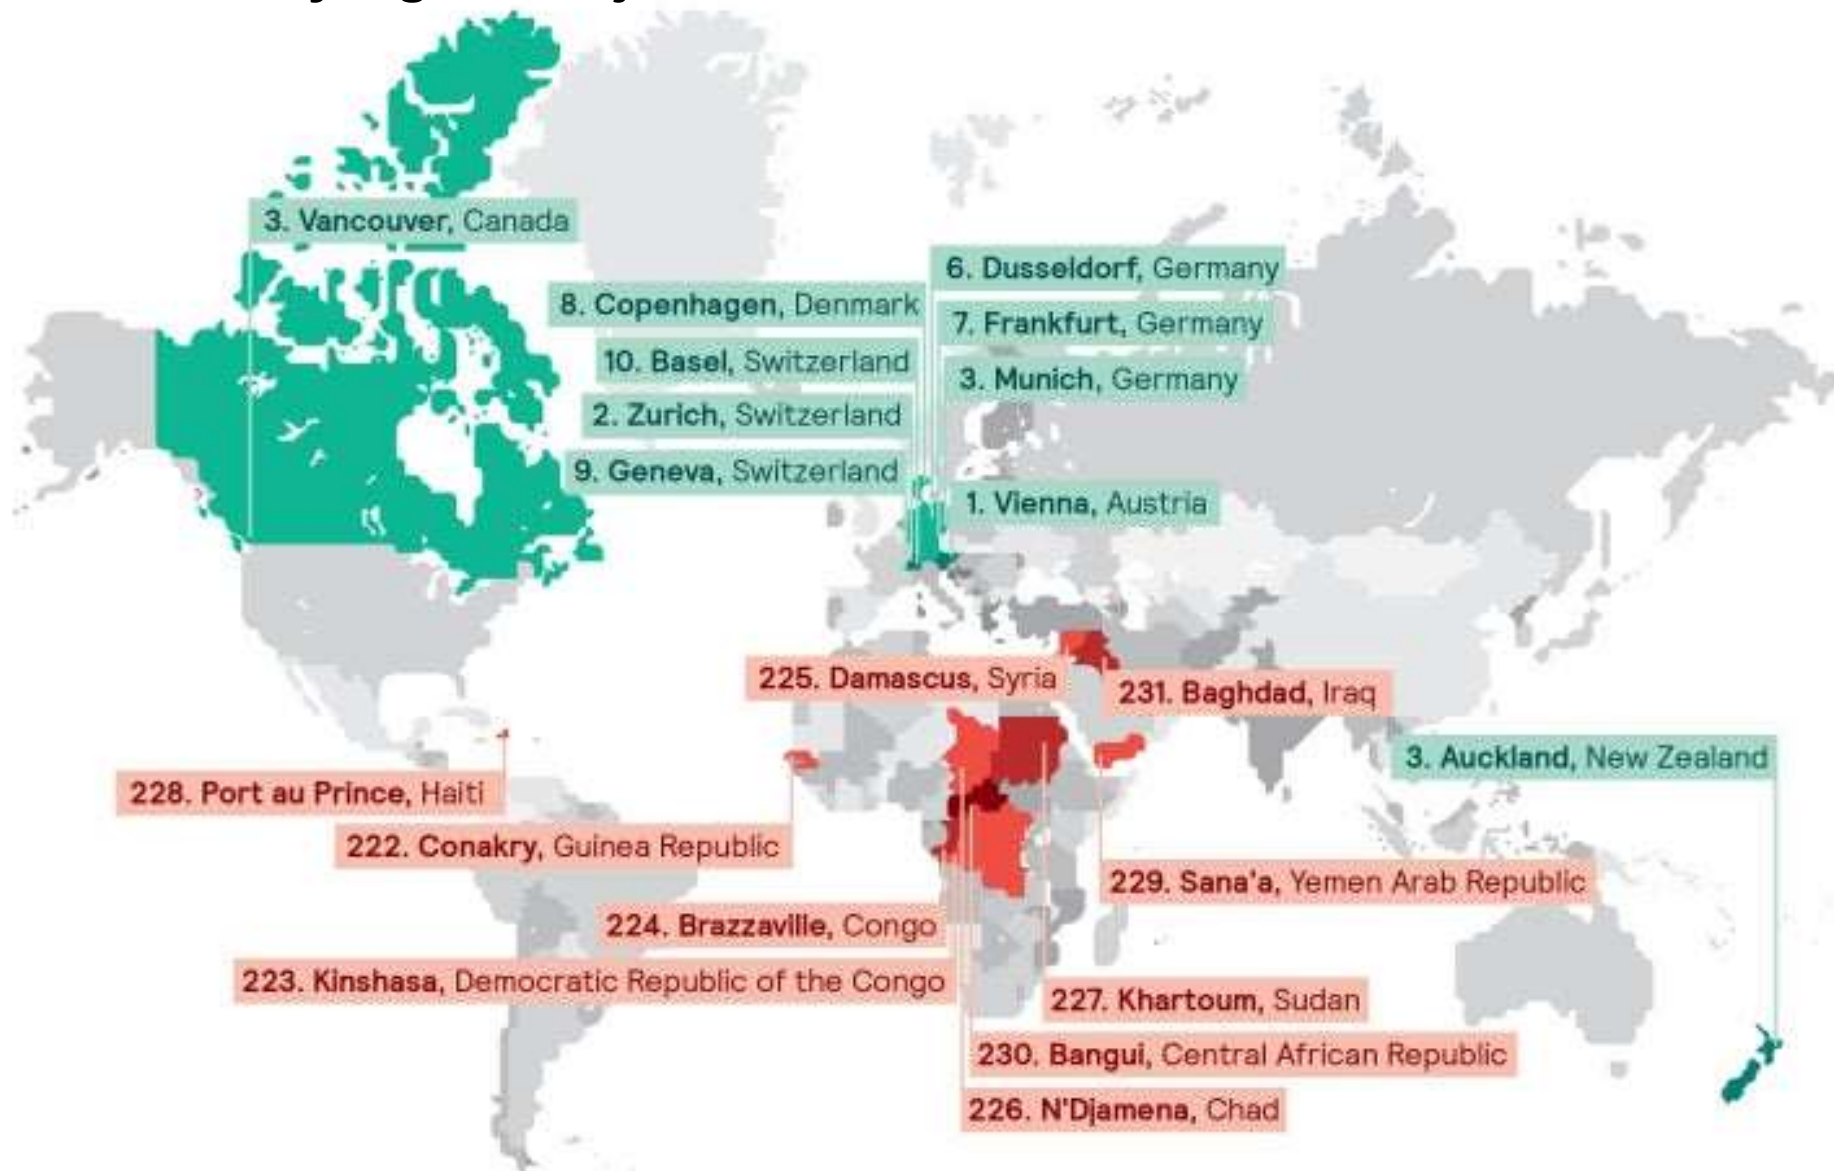 3. Vancouver, Canada
6. Dusseldorf, Germany
8. Copenhagen, Denmark
7. Frankfurt, Germany
10. Basel, Switzerland
3. Munich, Germany
2. Zurich, Switzerland
9. Geneva, Switzerland
1. Vienna, Austria
225. Damascus, Syria
231. Baghdad, Iraq
3. Auckland, New Zealand
228. Port au Prince, Haiti
222. Conakry, Guinea Republic
229. Sana'a, Yemen Arab Republic
224. Brazzaville, Congo
223. Kinshasa, Democratic Republic of the Congo
227. Khartoum, Sudan
230. Bangui, Central African Republic
226. N'Djamena, Chad